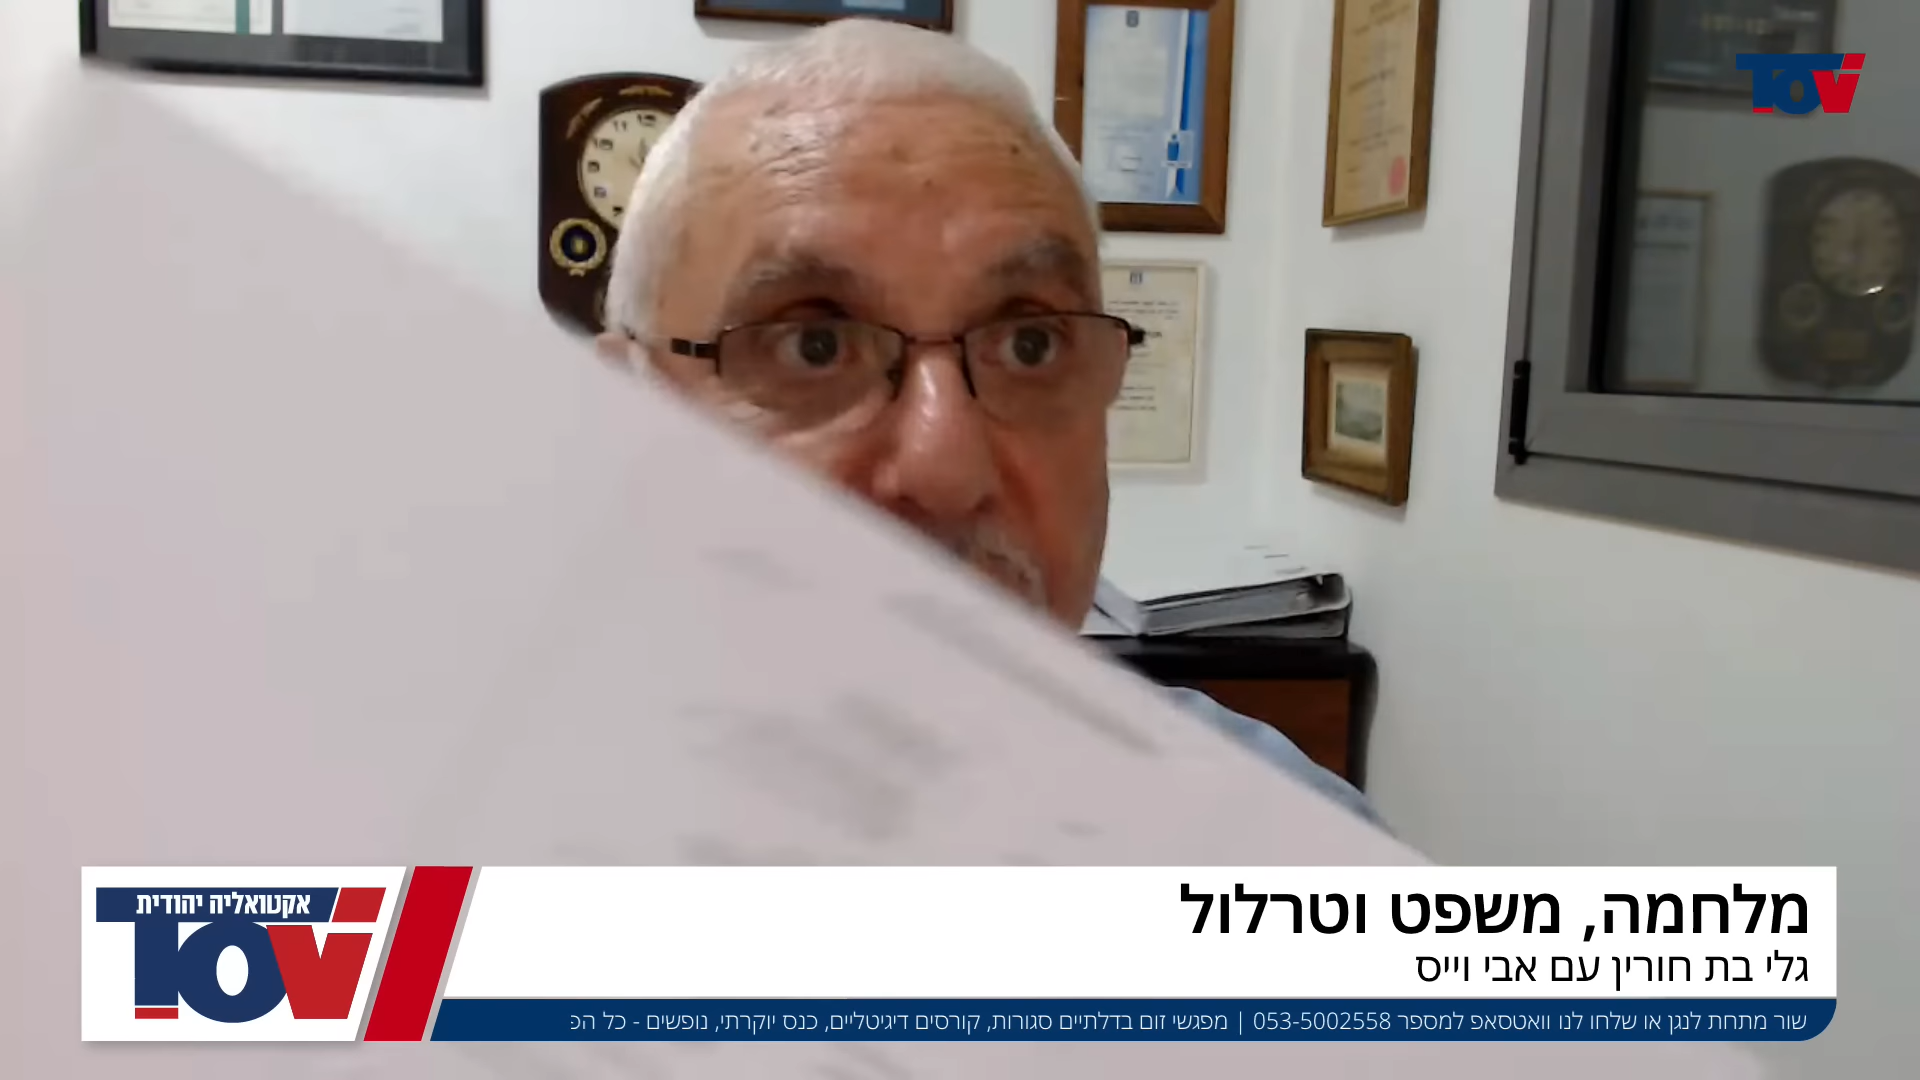 TOV
מלחמה, משפט וטרלול
גלי בת חורין עם אבי וייס
אקטואליה יהודית
TOV
שור מתחת לנגן או שלחו לנו וואטסאפ למספר 053-5002558 | מפגשי זום בדלתיים סגורות, קורסים דיגיטליים, כנס יוקרתי, נופשים - כל הפ